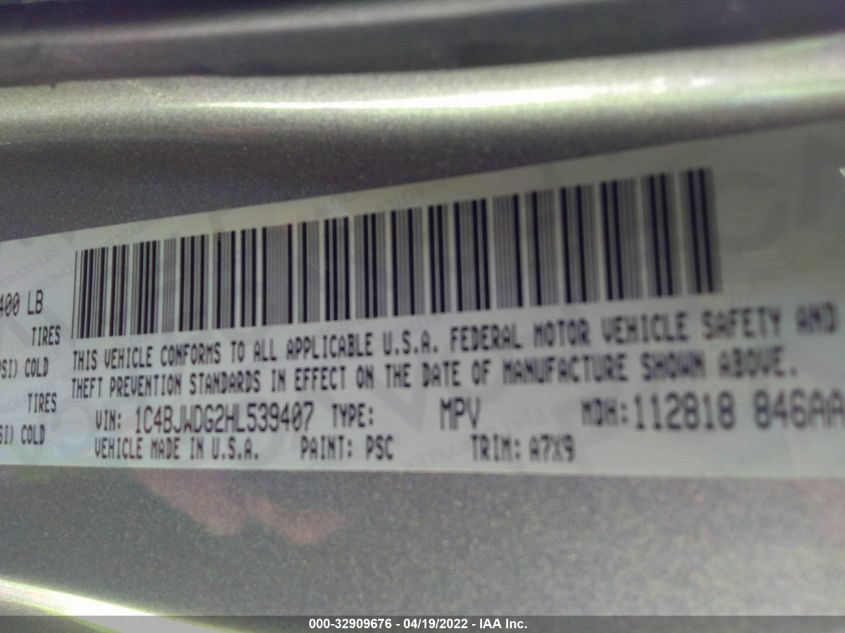 400 LB
TIRES
PSI) COLD
TIRES
SI) COLD
THIS VEHICLE CONFORMS TO ALL APPLICABLE U.S.A. FEDERAL MOTOR VEHICLE SAFETY AND
THEFT PREVENTION STANDARDS IN EFFECT ON THE DATE OF MANUFACTURE SHOWN ABOVE.
VIN: 1C4BJWDG2HL539407 TYPE: MPV MDH:112818 846AA
VEHICLE MADE IN U.S.A. PAINT: PSC TRIM: A7X9
000-32909676 - 04/19/2022 - IAA Inc.